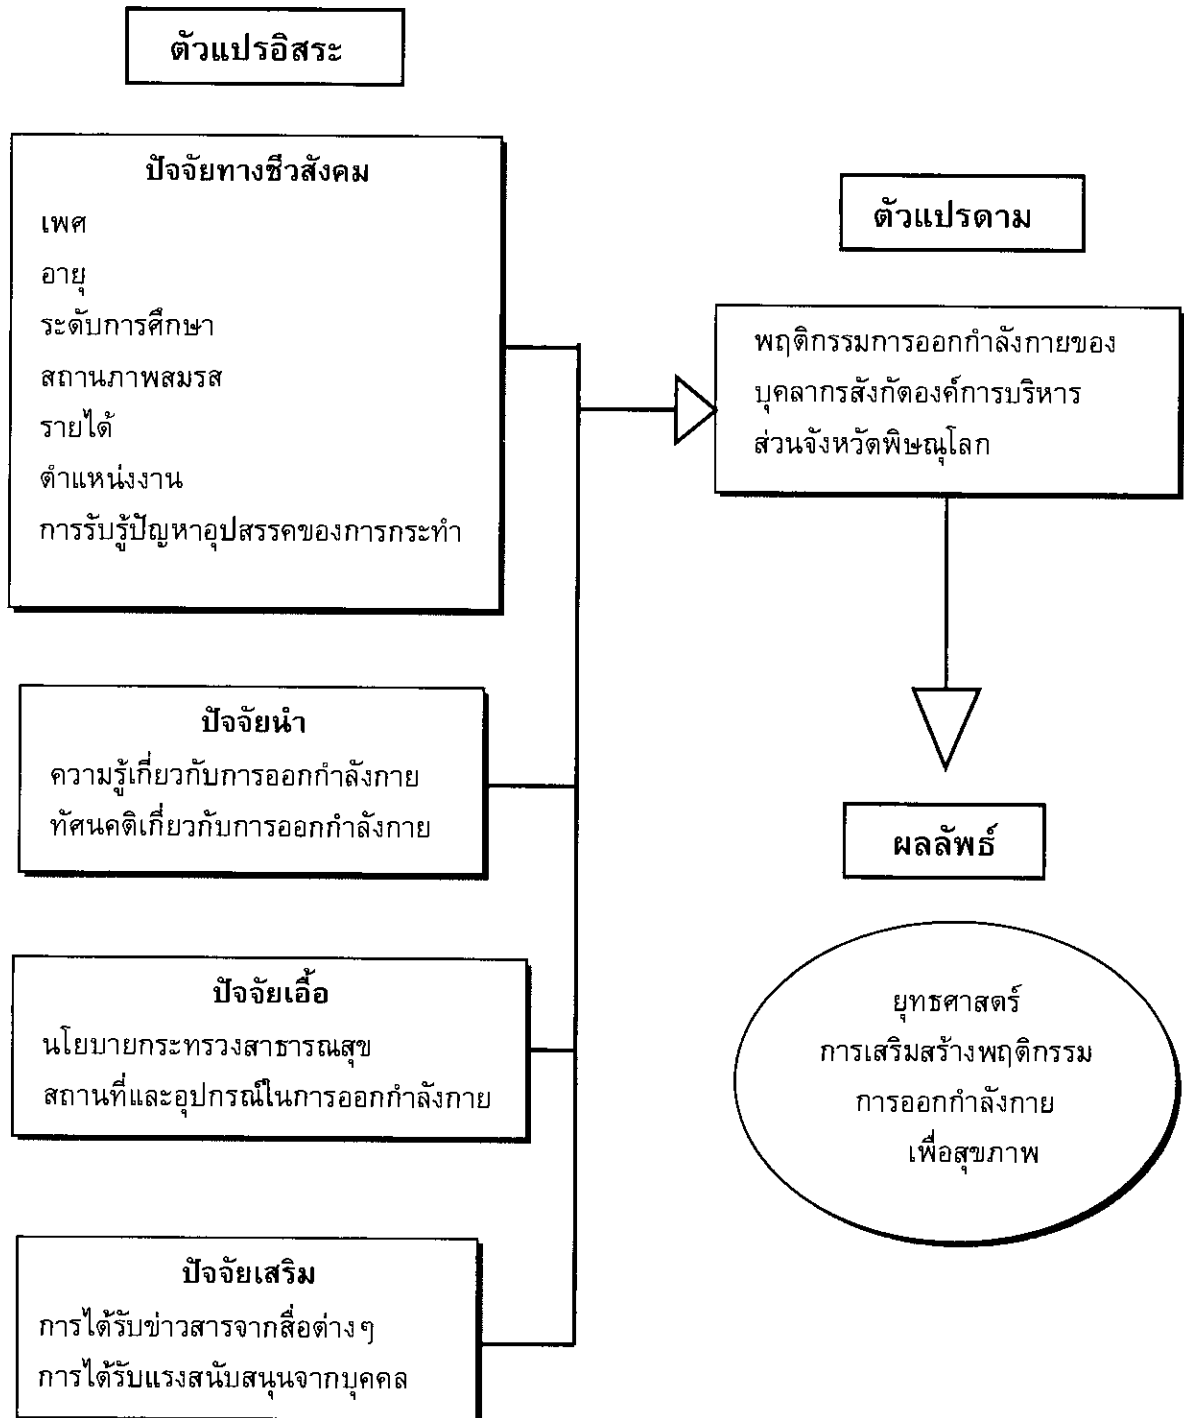 ตัวแปรอิสระ
ปัจจัยทางชีวสังคม
เพศ
อายุ
ระดับการศึกษา
สถานภาพสมรส
รายได้
ตำแหน่งงาน
การรับรู้ปัญหาอุปสรรคของการกระทำ
ปัจจัยนำ
ความรู้เกี่ยวกับการออกกำลังกาย
ทัศนคติเกี่ยวกับการออกกำลังกาย
ปัจจัยเอื้อ
นโยบายกระทรวงสาธารณสุข
สถานที่และอุปกรณ์ในการออกกำลังกาย
ปัจจัยเสริม
การได้รับข่าวสารจากสื่อต่างๆ
การได้รับแรงสนับสนุนจากบุคคล
ตัวแปรตาม
พฤติกรรมการออกกำลังกายของ
บุคลากรสังกัดองค์การบริหาร
ส่วนจังหวัดพิษณุโลก
ผลลัพธ์
ยุทธศาสตร์
การเสริมสร้างพฤติกรรม
การออกกำลังกาย
เพื่อสุขภาพ